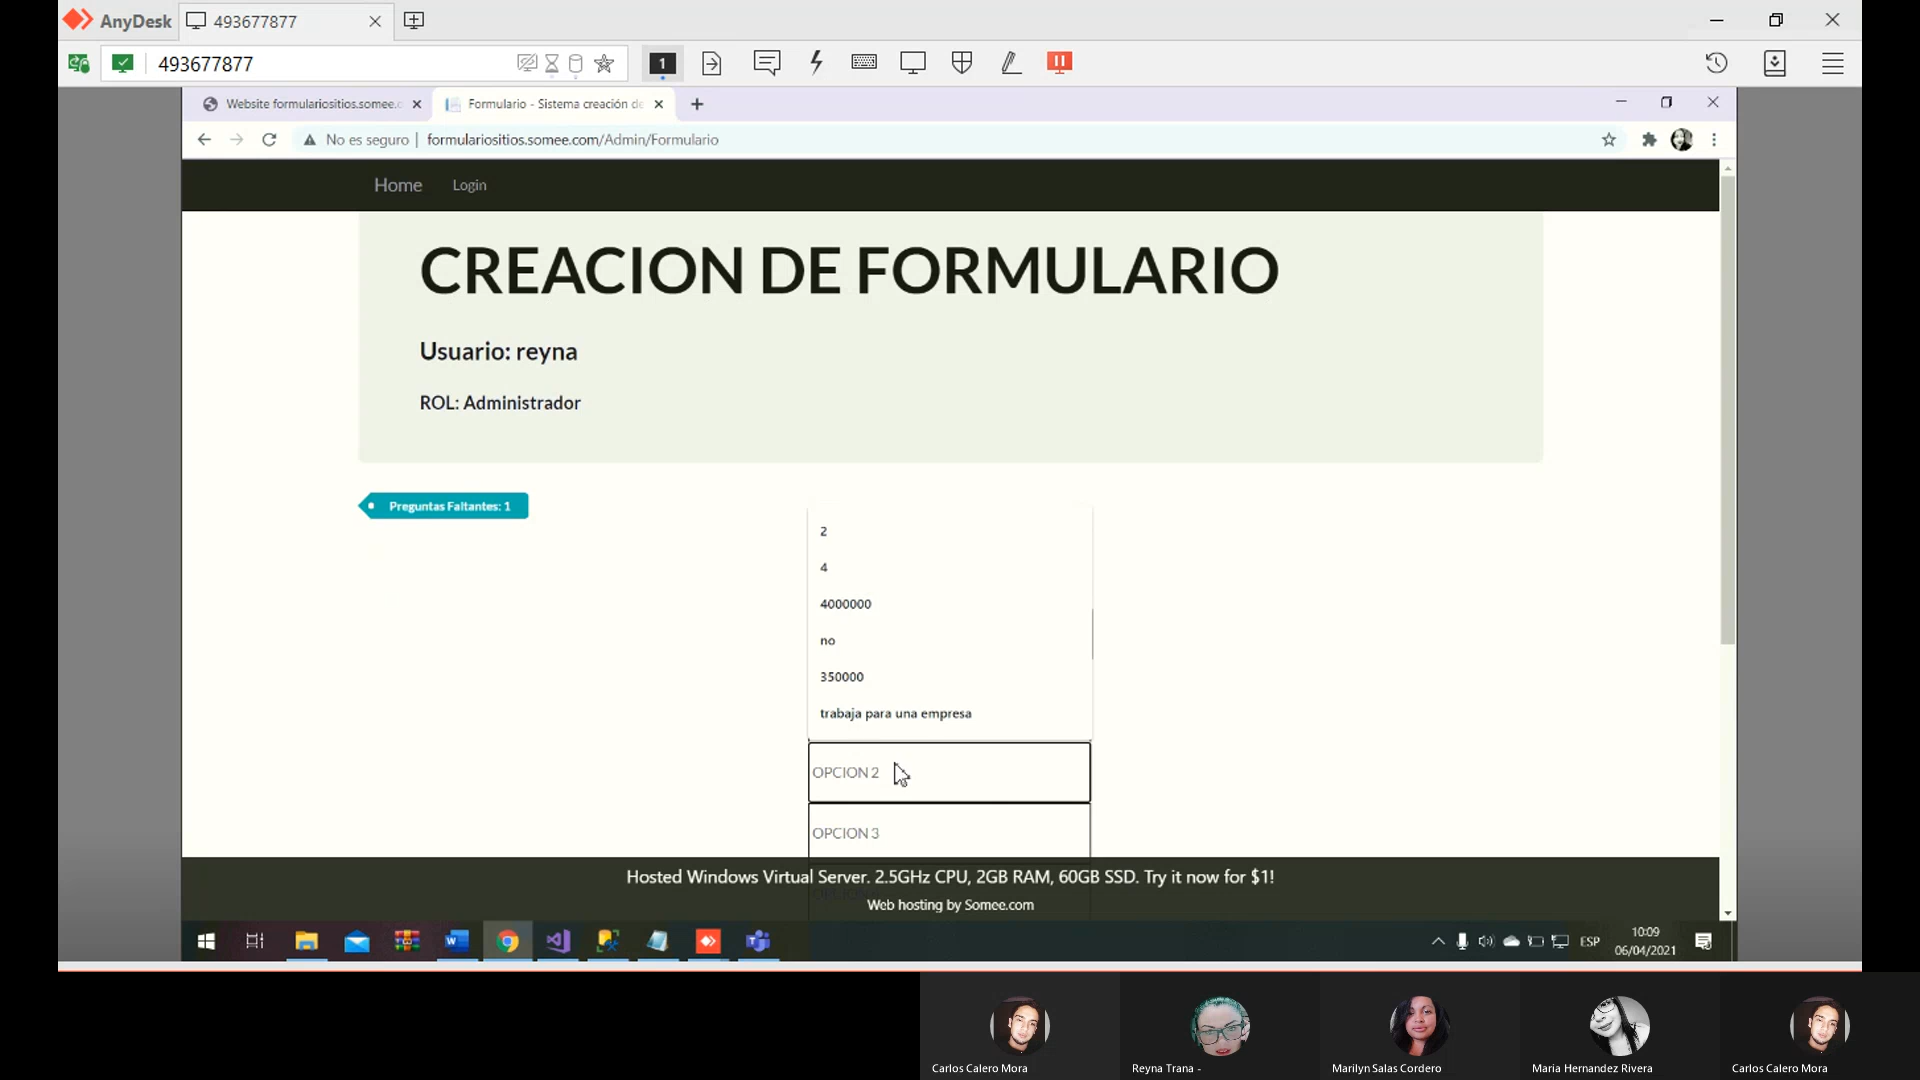 AnyDesk
493677877
493677877
1
Website formulariositios.somee.c
Formulario - Sistema creación de
No es seguro | formulariositios.somee.com/Admin/Formulario
Home
Login
CREACION DE FORMULARIO
Usuario: reyna
ROL: Administrador
Preguntas Faltantes: 1
2
4
4000000
no
350000
trabaja para una empresa
OPCION 2
OPCION 3
Hosted Windows Virtual Server. 2.5GHz CPU, 2GB RAM, 60GB SSD. Try it now for $1!
Web hosting by Somee.com
ESP
10:09
06/04/2021
Carlos Calero Mora
Reyna Trana -
Marilyn Salas Cordero
Maria Hernandez Rivera
Carlos Calero Mora